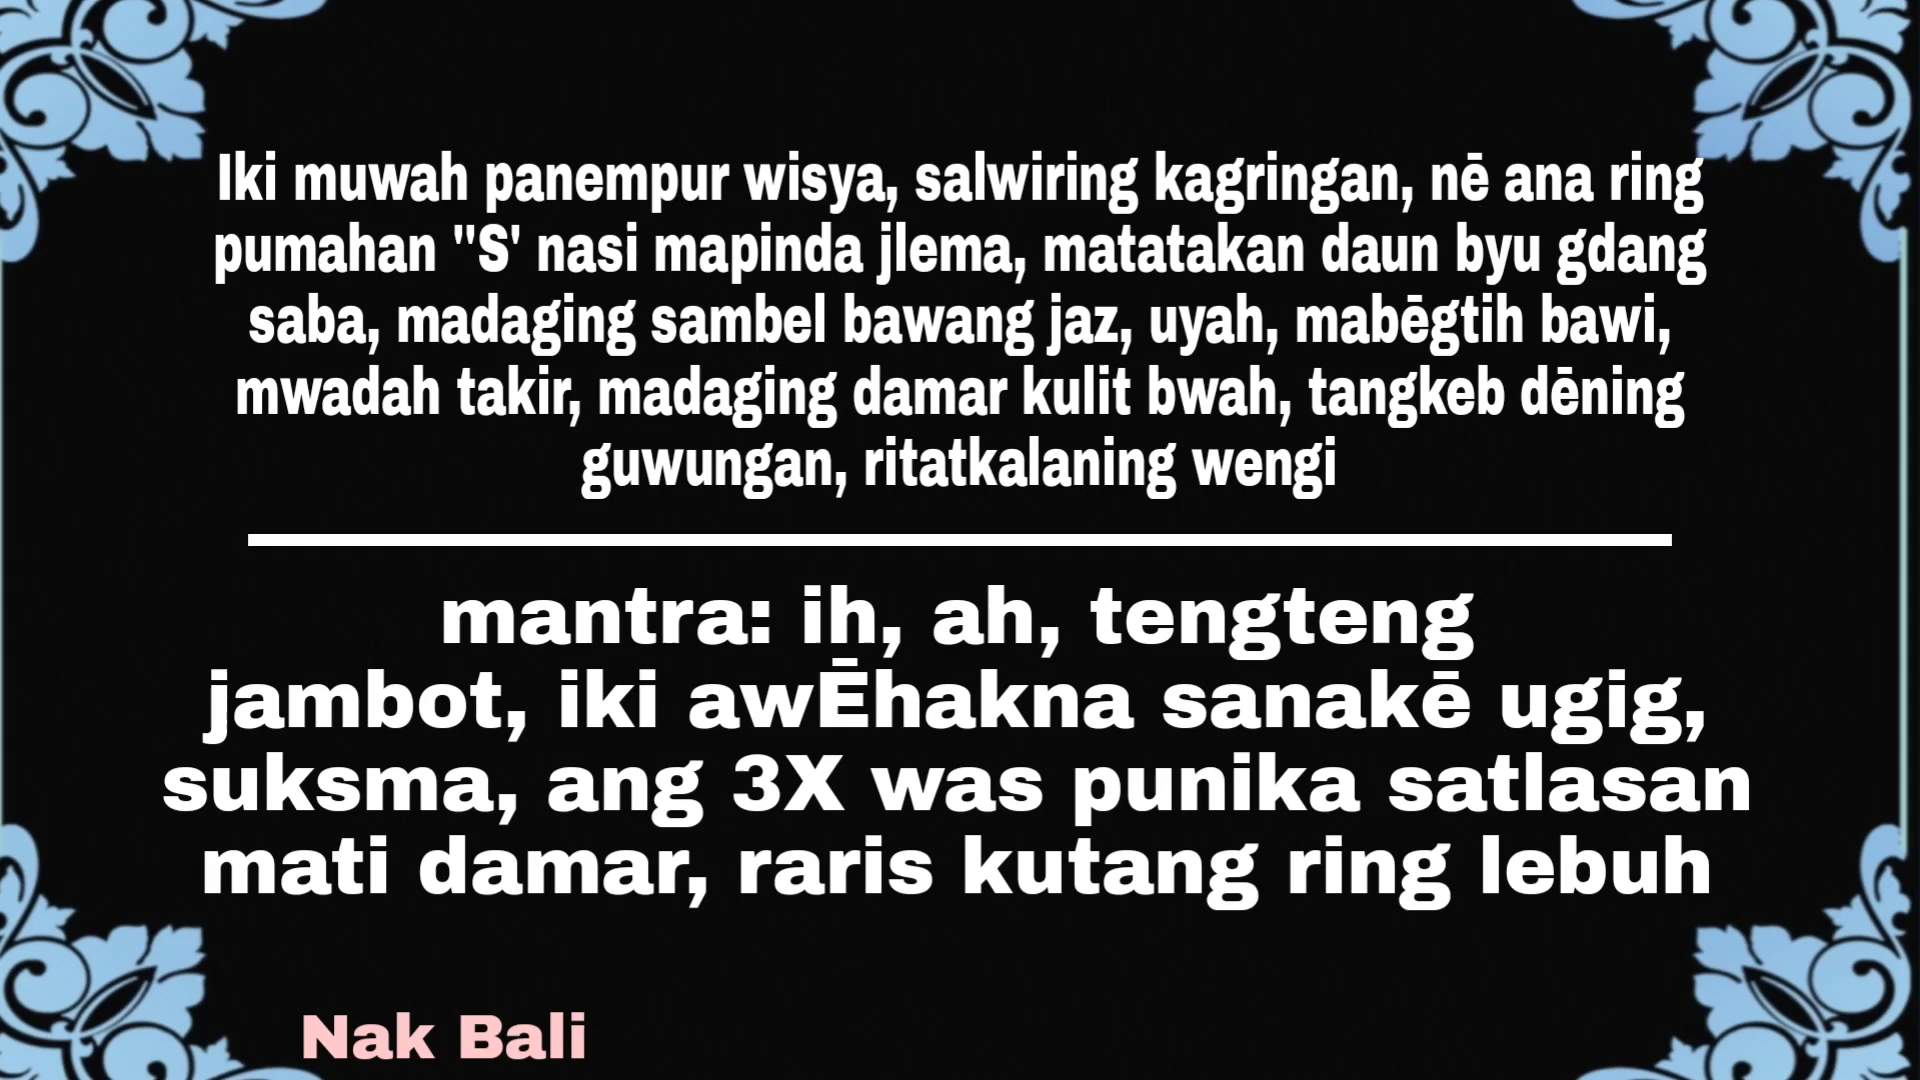 Iki muwah panempur wisya, salwiring kagringan, nē ana ring
pumahan "S' nasi mapinda jlema, matatakan daun byu gdang
saba, madaging sambel bawang jaz, uyah, mabēgtih bawi,
mwadah takir, madaging damar kulit bwah, tangkeb dēning
guwungan, ritatkalaning wengi
mantra: ih, ah, tengteng
jambot, iki awĒhakna sanakē ugig,
suksma, ang 3X was punika satlasan
mati damar, raris kutang ring lebuh
Nak Bali